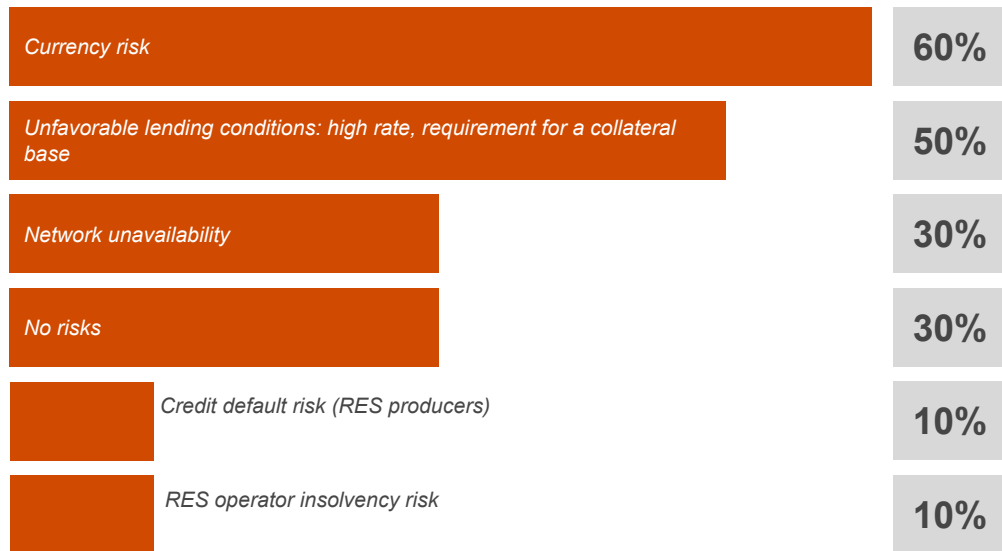 Currency risk
60%
Unfavorable lending conditions: high rate, requirement for a collateral
base
50%
Network unavailability
30%
No risks
30%
Credit default risk (RES producers)
10%
RES operator insolvency risk
10%